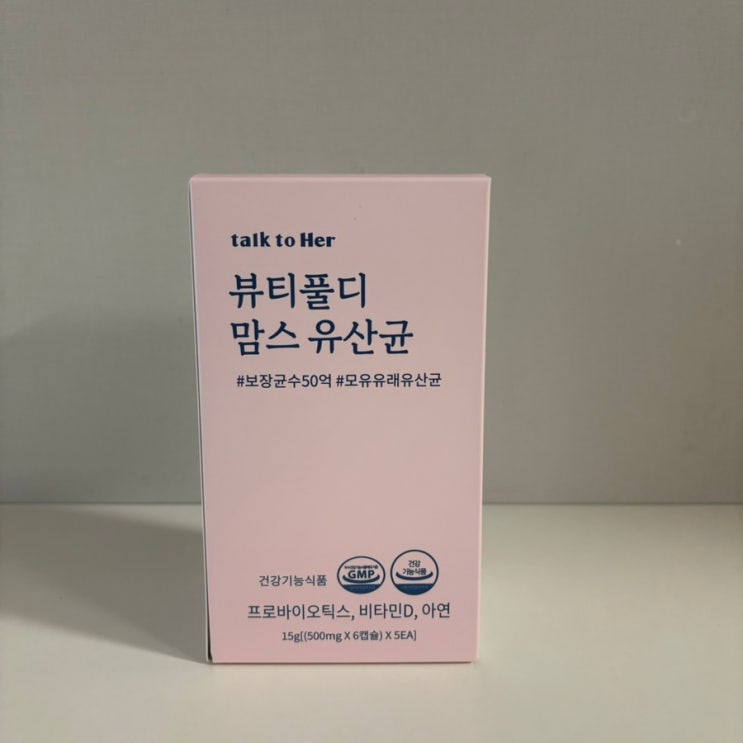 talk to Her
뷰티풀디
맘스 유산균
#보장균수50억 #모유유래유산균
건강기능식품
GMP
건강
기능식품
프로바이오틱스, 비타민D, 아연
15g[(500mg X 6캡슐) X 5EA]